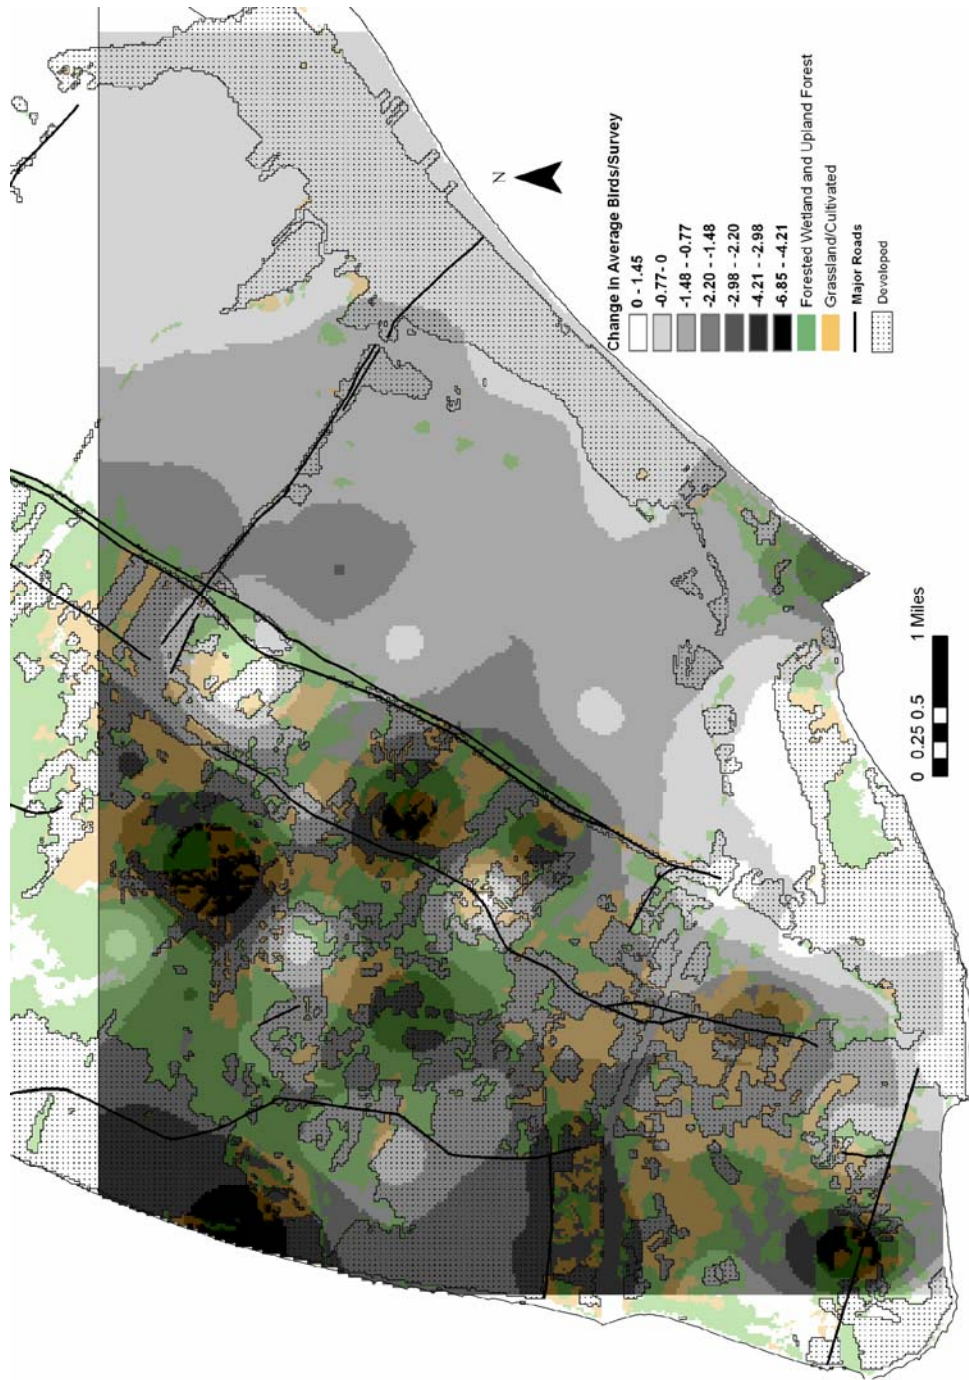 N
Change in Average Birds/Survey
0 - 1.45
-0.77- 0
-1.48 - -0.77
-2.20 - -1.48
-2.98 - -2.20
-4.21 - -2.98
-6.85 - -4.21
Forested Wetland and Upland Forest
Grassland/Cultivated
Major Roads
Developed
0 0.25 0.5 1 Miles